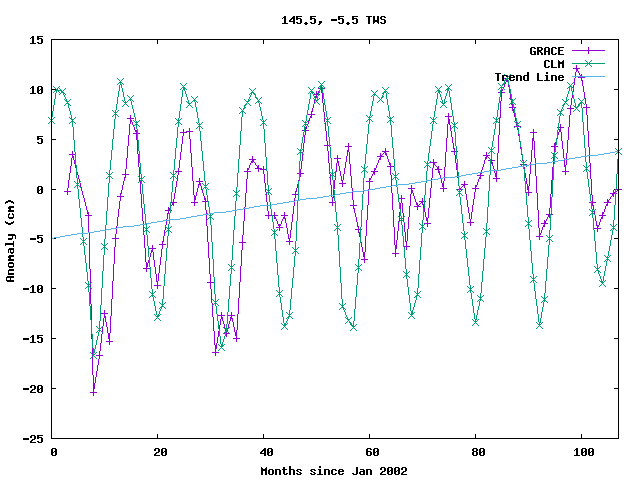 145.5, -5.5 TWS
GRACE
CLM
Trend Line
15
10
5
0
-5
-10
-15
-20
-25
Anomaly (cm)
0 20 40 60 80 100
Months since Jan 2002